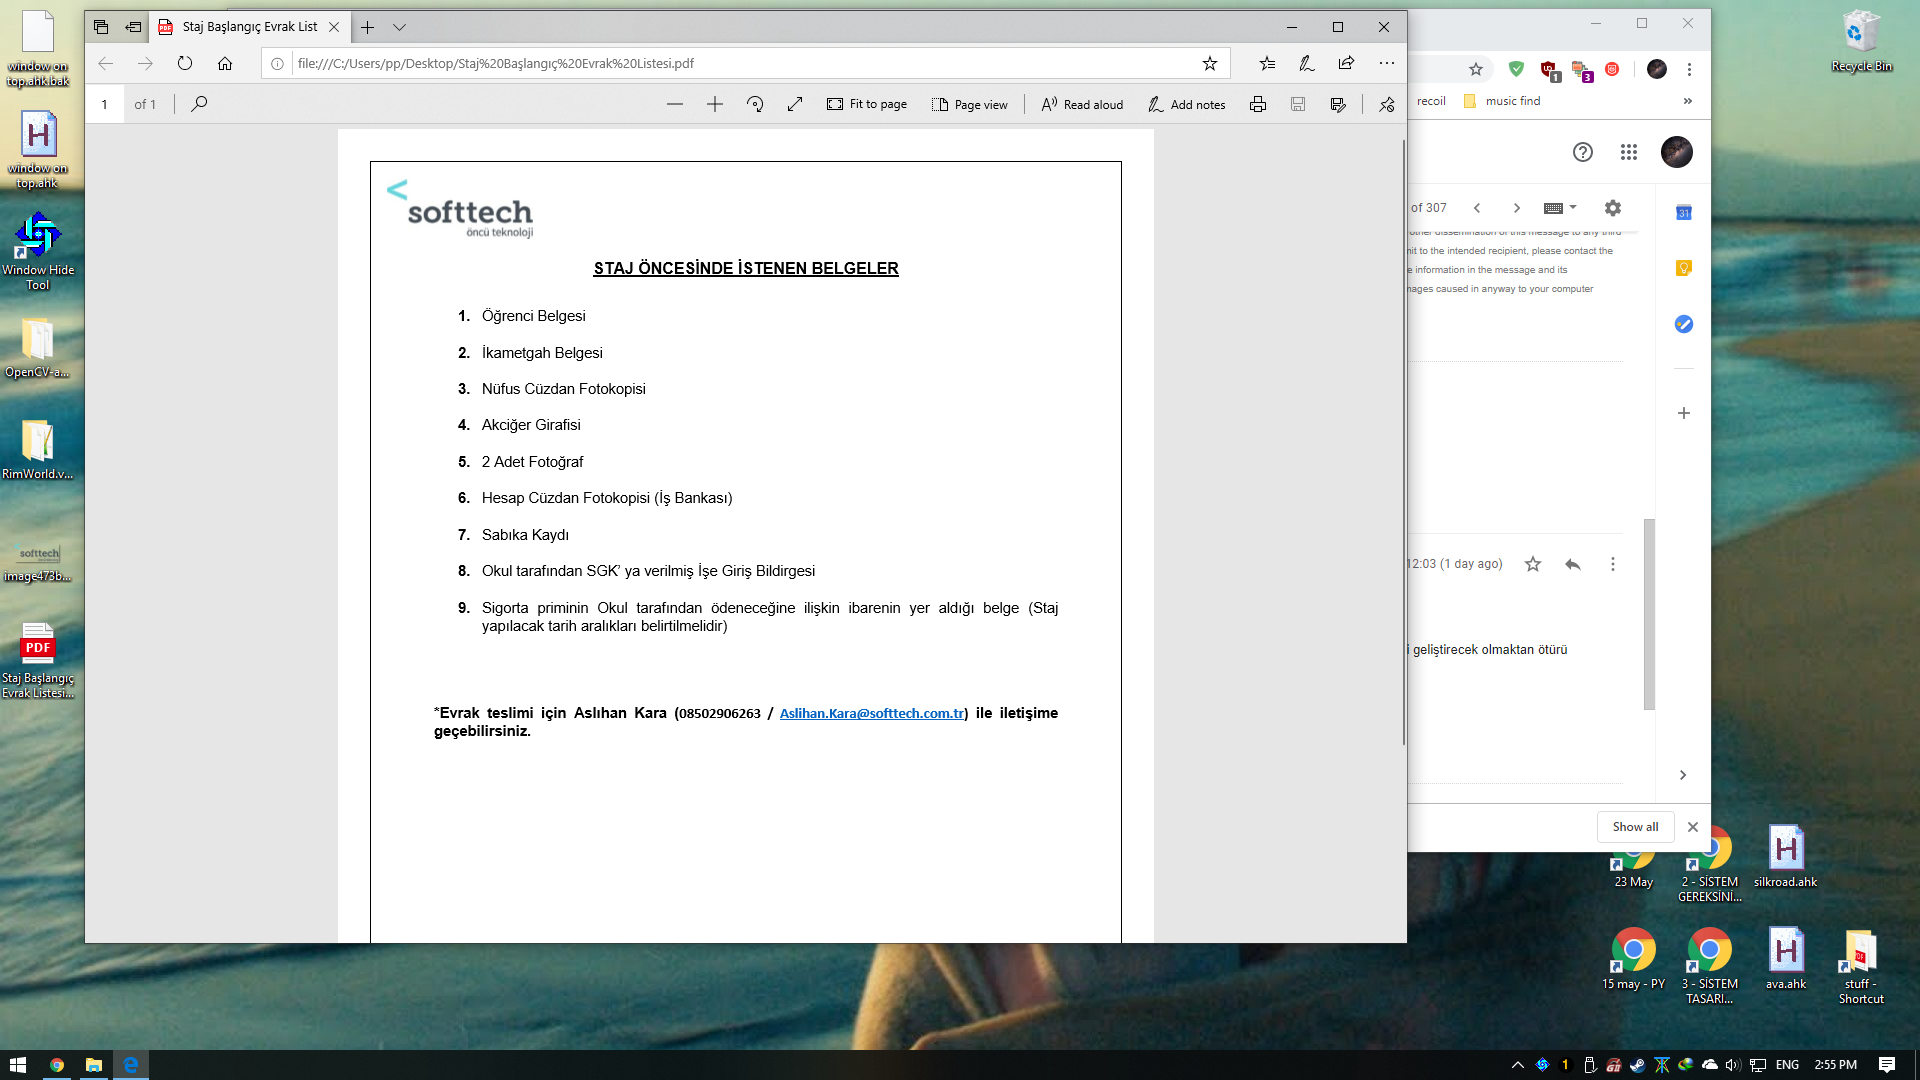 Staj Başlangıç Evrak List
file:///C:/Users/pp/Desktop/Staj%20Başlangıç%20Evrak%20Listesi.pdf
1 of 1
Fit to page
Page view
Read aloud
Add notes
softtech
öncü teknoloji
STAJ ÖNCESİNDE İSTENEN BELGELER
1. Öğrenci Belgesi
2. İkametgah Belgesi
3. Nüfus Cüzdan Fotokopisi
4. Akciğer Girafisi
5. 2 Adet Fotoğraf
6. Hesap Cüzdan Fotokopisi (İş Bankası)
7. Sabıka Kaydı
8. Okul tarafından SGK' ya verilmiş İşe Giriş Bildirgesi
9. Sigorta priminin Okul tarafından ödeneceğine ilişkin ibarenin yer aldığı belge (Staj
yapılacak tarih aralıkları belirtilmelidir)
*Evrak teslimi için Aslıhan Kara (08502906263 / Aslihan.Kara@softtech.com.tr) ile iletişime
geçebilirsiniz.
window on
top.ahk.bak
window on
top.ahk
Window Hide
Tool
OpenCV-a...
RimWorld.v...
softtech
image473b...
PDF
Staj Başlangıç
Evrak Listesi...
1
3
recoil
music find
of 307
31
other dissemination of this message to any third
mit to the intended recipient, please contact the
e information in the message and its
mages caused in anyway to your computer
12:03 (1 day ago)
i geliştirecek olmaktan ötürü
Show all
Recycle Bin
23 May
2 - SİSTEM
GEREKSİNİ...
silkroad.ahk
15 may - PY
3 - SİSTEM
TASARI...
ava.ahk
stuff -
Shortcut
1
ENG
2:55 PM